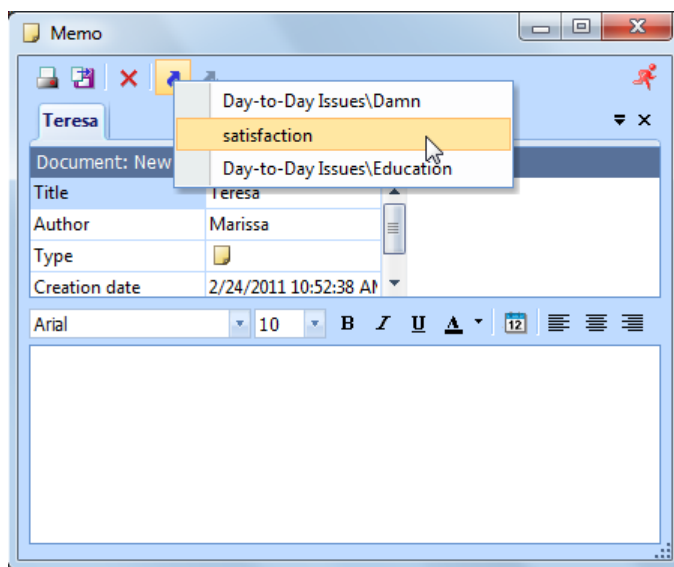 Memo
Day-to-Day Issues\Damn
Teresa
satisfaction
Document: New
Day-to-Day Issues\Education
Title Teresa
Author Marissa
Type
Creation date 2/24/2011 10:52:38 AM
Arial 10 B I U A 12